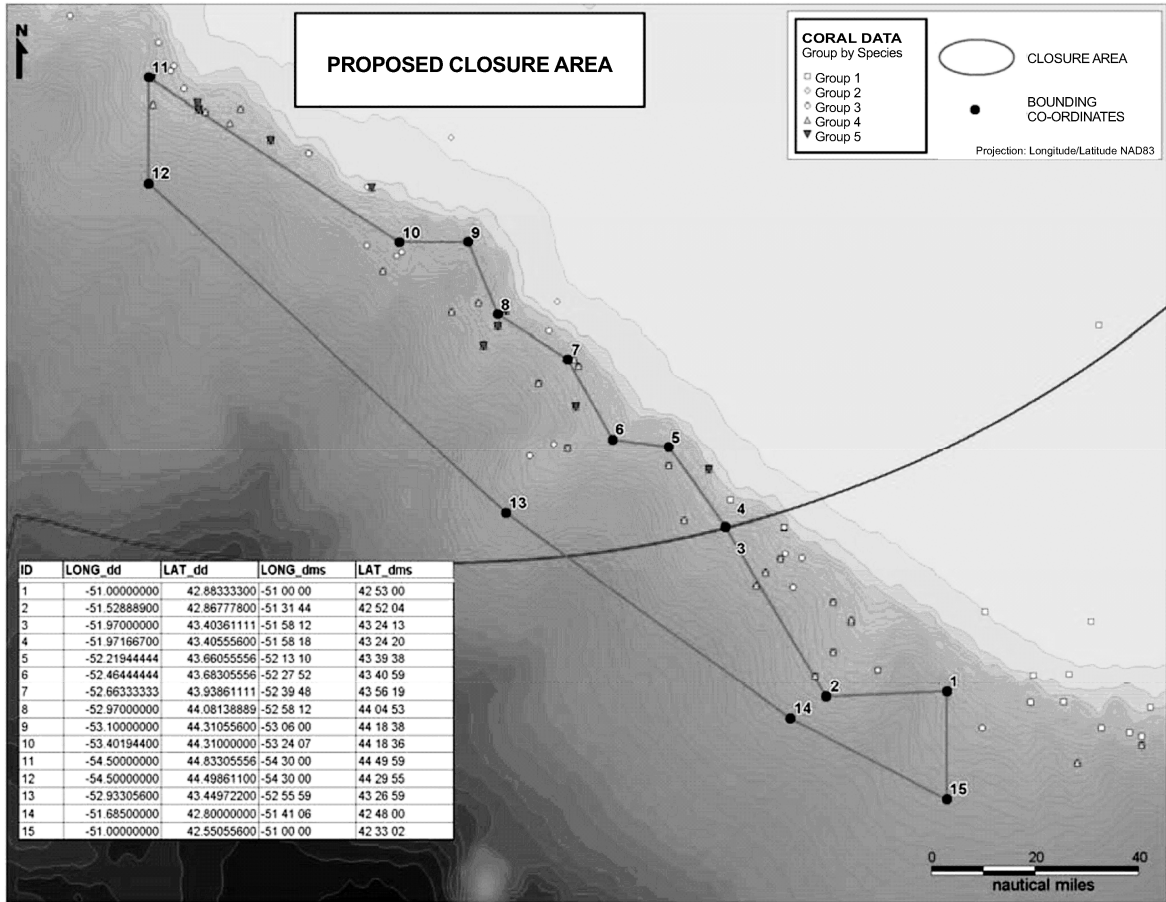 N
PROPOSED CLOSURE AREA
CORAL DATA
Group by Species
Group 1
Group 2
Group 3
Group 4
Group 5
CLOSURE AREA
BOUNDING
CO-ORDINATES
Projection: Longitude/Latitude NAD83
11
12
10
9
8
7
6
5
4
3
13
2
1
14
15
ID LONG_dd LAT_dd LONG_dms LAT_dms
1 -51.00000000 42.88333300 -51 00 00 42 53 00
2 -51.52888900 42.86777800 -51 31 44 42 52 04
3 -51.97000000 43.40361111 -51 58 12 43 24 13
4 -51.97166700 43.40555600 -51 58 18 43 24 20
5 -52.21944444 43.66055556 -52 13 10 43 39 38
6 -52.46444444 43.68305556 -52 27 52 43 40 59
7 -52.66333333 43.93861111 -52 39 48 43 56 19
8 -52.97000000 44.08138889 -52 58 12 44 04 53
9 -53.10000000 44.31055600 -53 06 00 44 18 38
10 -53.40194400 44.31000000 -53 24 07 44 18 36
11 -54.50000000 44.83305556 -54 30 00 44 49 59
12 -54.50000000 44.49861100 -54 30 00 44 29 55
13 -52.93305600 43.44972200 -52 55 59 43 26 59
14 -51.68500000 42.80000000 -51 41 06 42 48 00
15 -51.00000000 42.55055600 -51 00 00 42 33 02
0 20 40
nautical miles